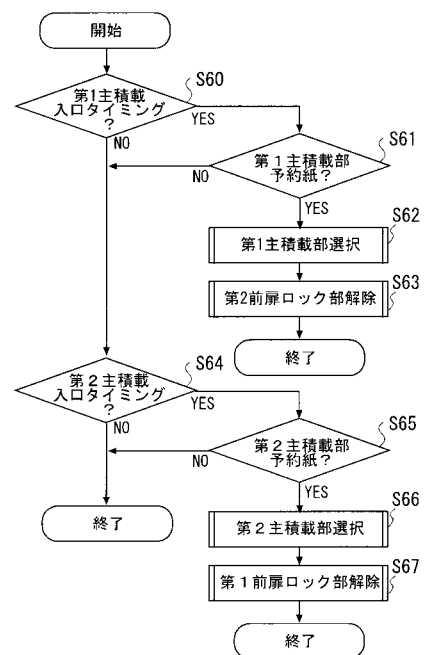 開始
S60
第1主積載
入口タイミング
?
YES
NO
S61
第1主積載部
予約紙?
NO
YES
S62
第1主積載部選択
S63
第2前扉ロック部解除
終了
S64
第2主積載
入口タイミング
?
YES
NO
S65
第2主積載部
予約紙?
NO
YES
S66
第2主積載部選択
終了
S67
第1前扉ロック部解除
終了